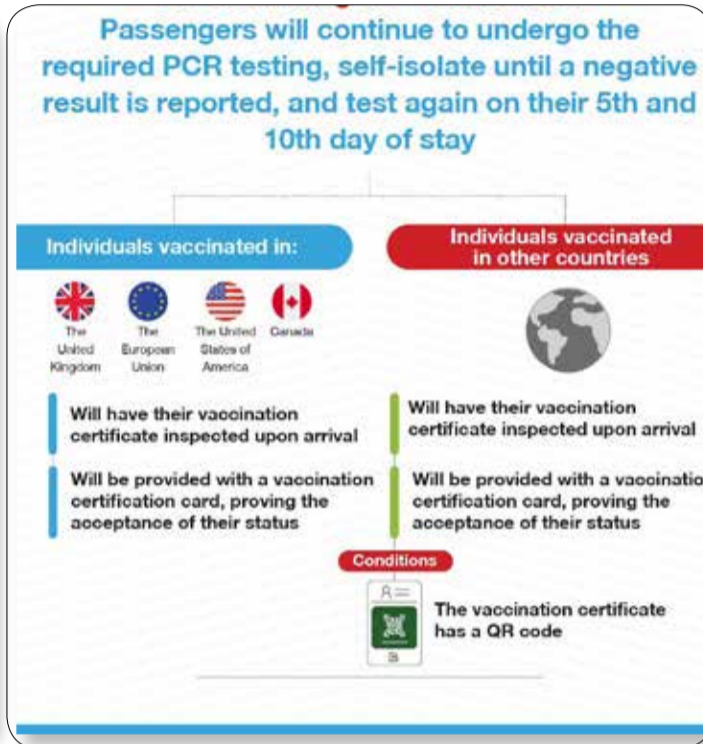 Passengers will continue to undergo the
required PCR testing, self-isolate until a negative
result is reported, and test again on their 5th and
10th day of stay
Individuals vaccinated in:
The
United
Kingdom
The
European
Union
The United
States of
America
Canada
Will have their vaccination
certificate inspected upon arrival
Will be provided with a vaccination
certification card, proving the
acceptance of their status
Individuals vaccinated
in other countries
Will have their vaccination
certificate inspected upon arrival
Will be provided with a vaccinatio
certification card, proving the
acceptance of their status
Conditions
The vaccination certificate
has a QR code